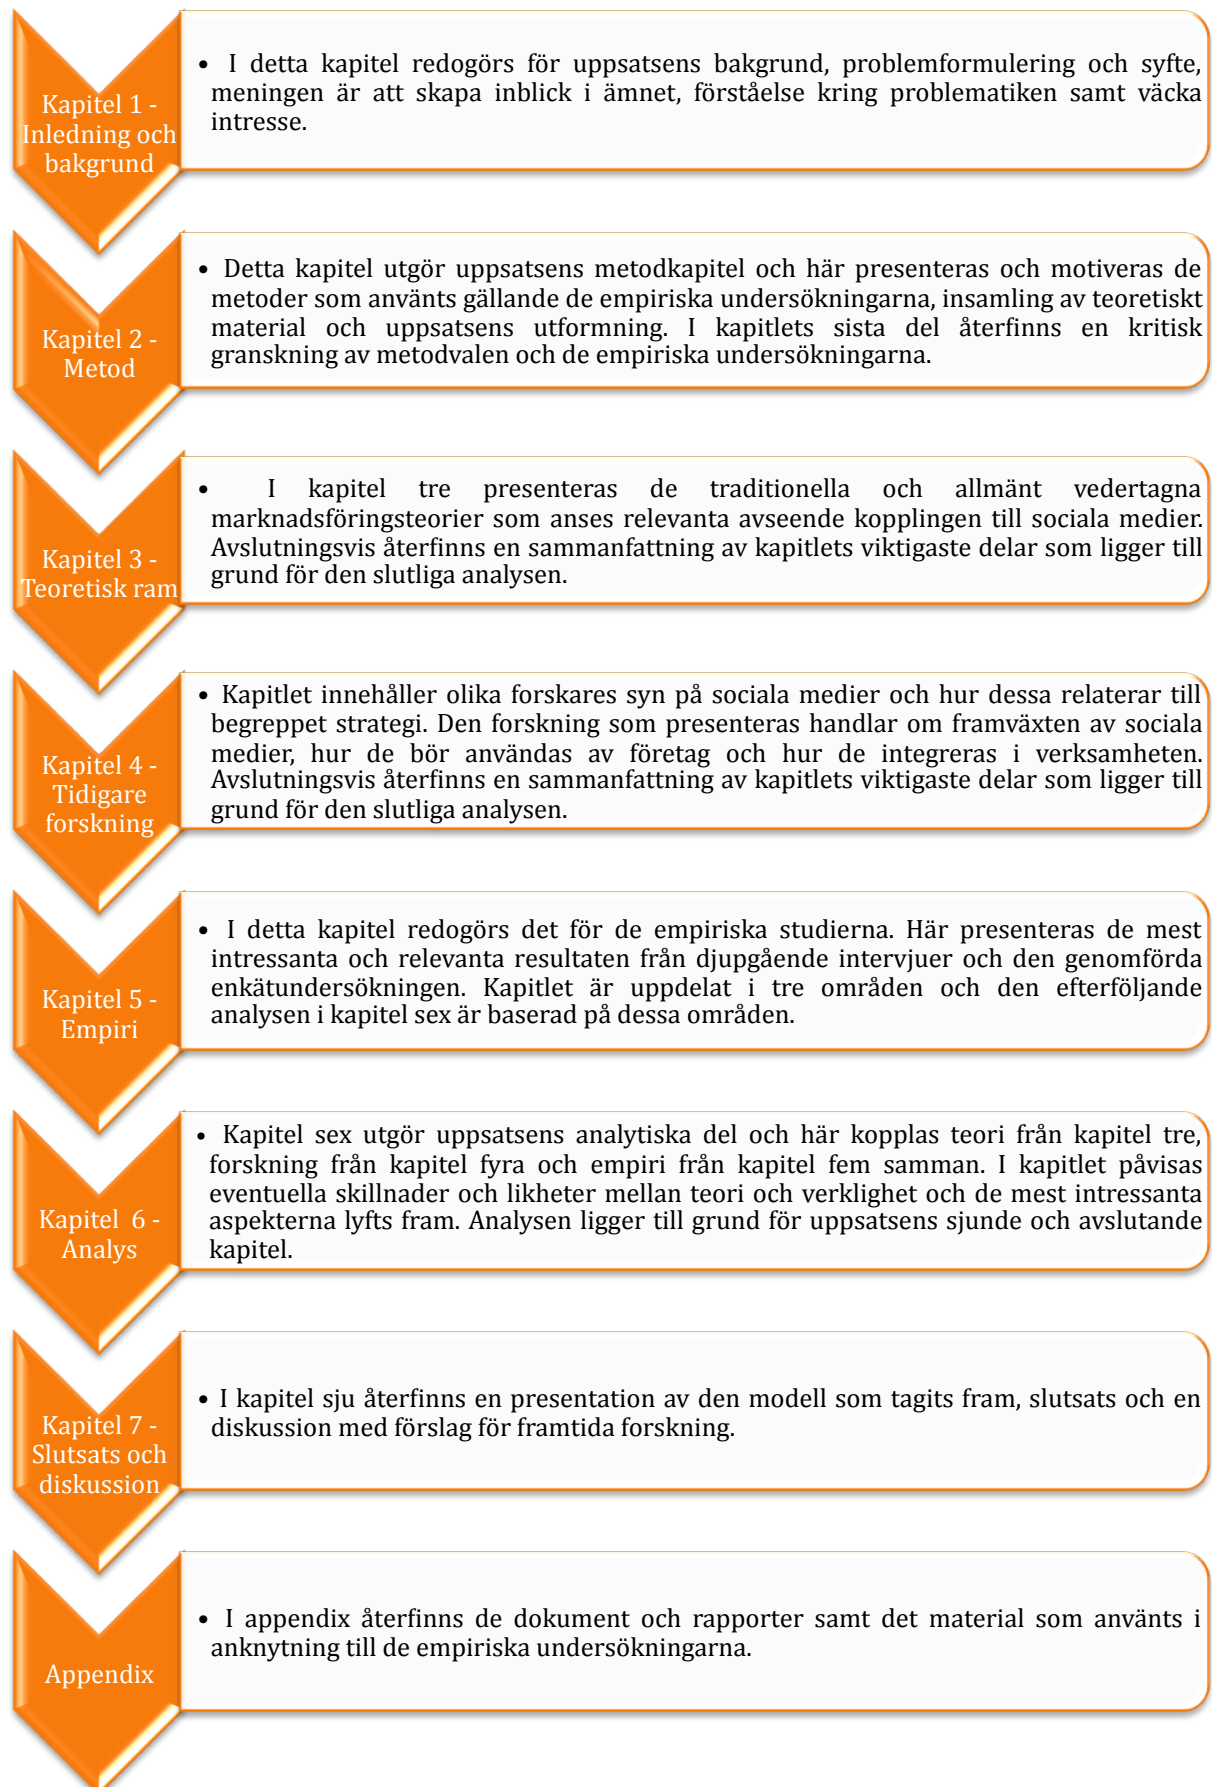 Kapitel 1 -
Inledning och
bakgrund
• I detta kapitel redogörs för uppsatsens bakgrund, problemformulering och syfte,
meningen är att skapa inblick i ämnet, förståelse kring problematiken samt väcka
intresse.
Kapitel 2 -
Metod
• Detta kapitel utgör uppsatsens metodkapitel och här presenteras och motiveras de
metoder som använts gällande de empiriska undersökningarna, insamling av teoretiskt
material och uppsatsens utformning. I kapitlets sista del återfinns en kritisk
granskning av metodvalen och de empiriska undersökningarna.
Kapitel 3 -
Teoretisk ram
• I kapitel tre presenteras de traditionella och allmänt vedertagna
marknadsföringsteorier som anses relevanta avseende kopplingen till sociala medier.
Avslutningsvis återfinns en sammanfattning av kapitlets viktigaste delar som ligger till
grund för den slutliga analysen.
Kapitel 4 -
Tidigare
forskning
• Kapitlet innehåller olika forskares syn på sociala medier och hur dessa relaterar till
begreppet strategi. Den forskning som presenteras handlar om framväxten av sociala
medier, hur de bör användas av företag och hur de integreras i verksamheten.
Avslutningsvis återfinns en sammanfattning av kapitlets viktigaste delar som ligger till
grund för den slutliga analysen.
Kapitel 5 -
Empiri
• I detta kapitel redogörs det för de empiriska studierna. Här presenteras de mest
intressanta och relevanta resultaten från djupgående intervjuer och den genomförda
enkätundersökningen. Kapitlet är uppdelat i tre områden och den efterföljande
analysen i kapitel sex är baserad på dessa områden.
Kapitel 6 -
Analys
• Kapitel sex utgör uppsatsens analytiska del och här kopplas teori från kapitel tre,
forskning från kapitel fyra och empiri från kapitel fem samman. I kapitlet påvisas
eventuella skillnader och likheter mellan teori och verklighet och de mest intressanta
aspekterna lyfts fram. Analysen ligger till grund för uppsatsens sjunde och avslutande
kapitel.
Kapitel 7 -
Slutsats och
diskussion
• I kapitel sju återfinns en presentation av den modell som tagits fram, slutsats och en
diskussion med förslag för framtida forskning.
Appendix
• I appendix återfinns de dokument och rapporter samt det material som använts i
anknytning till de empiriska undersökningarna.